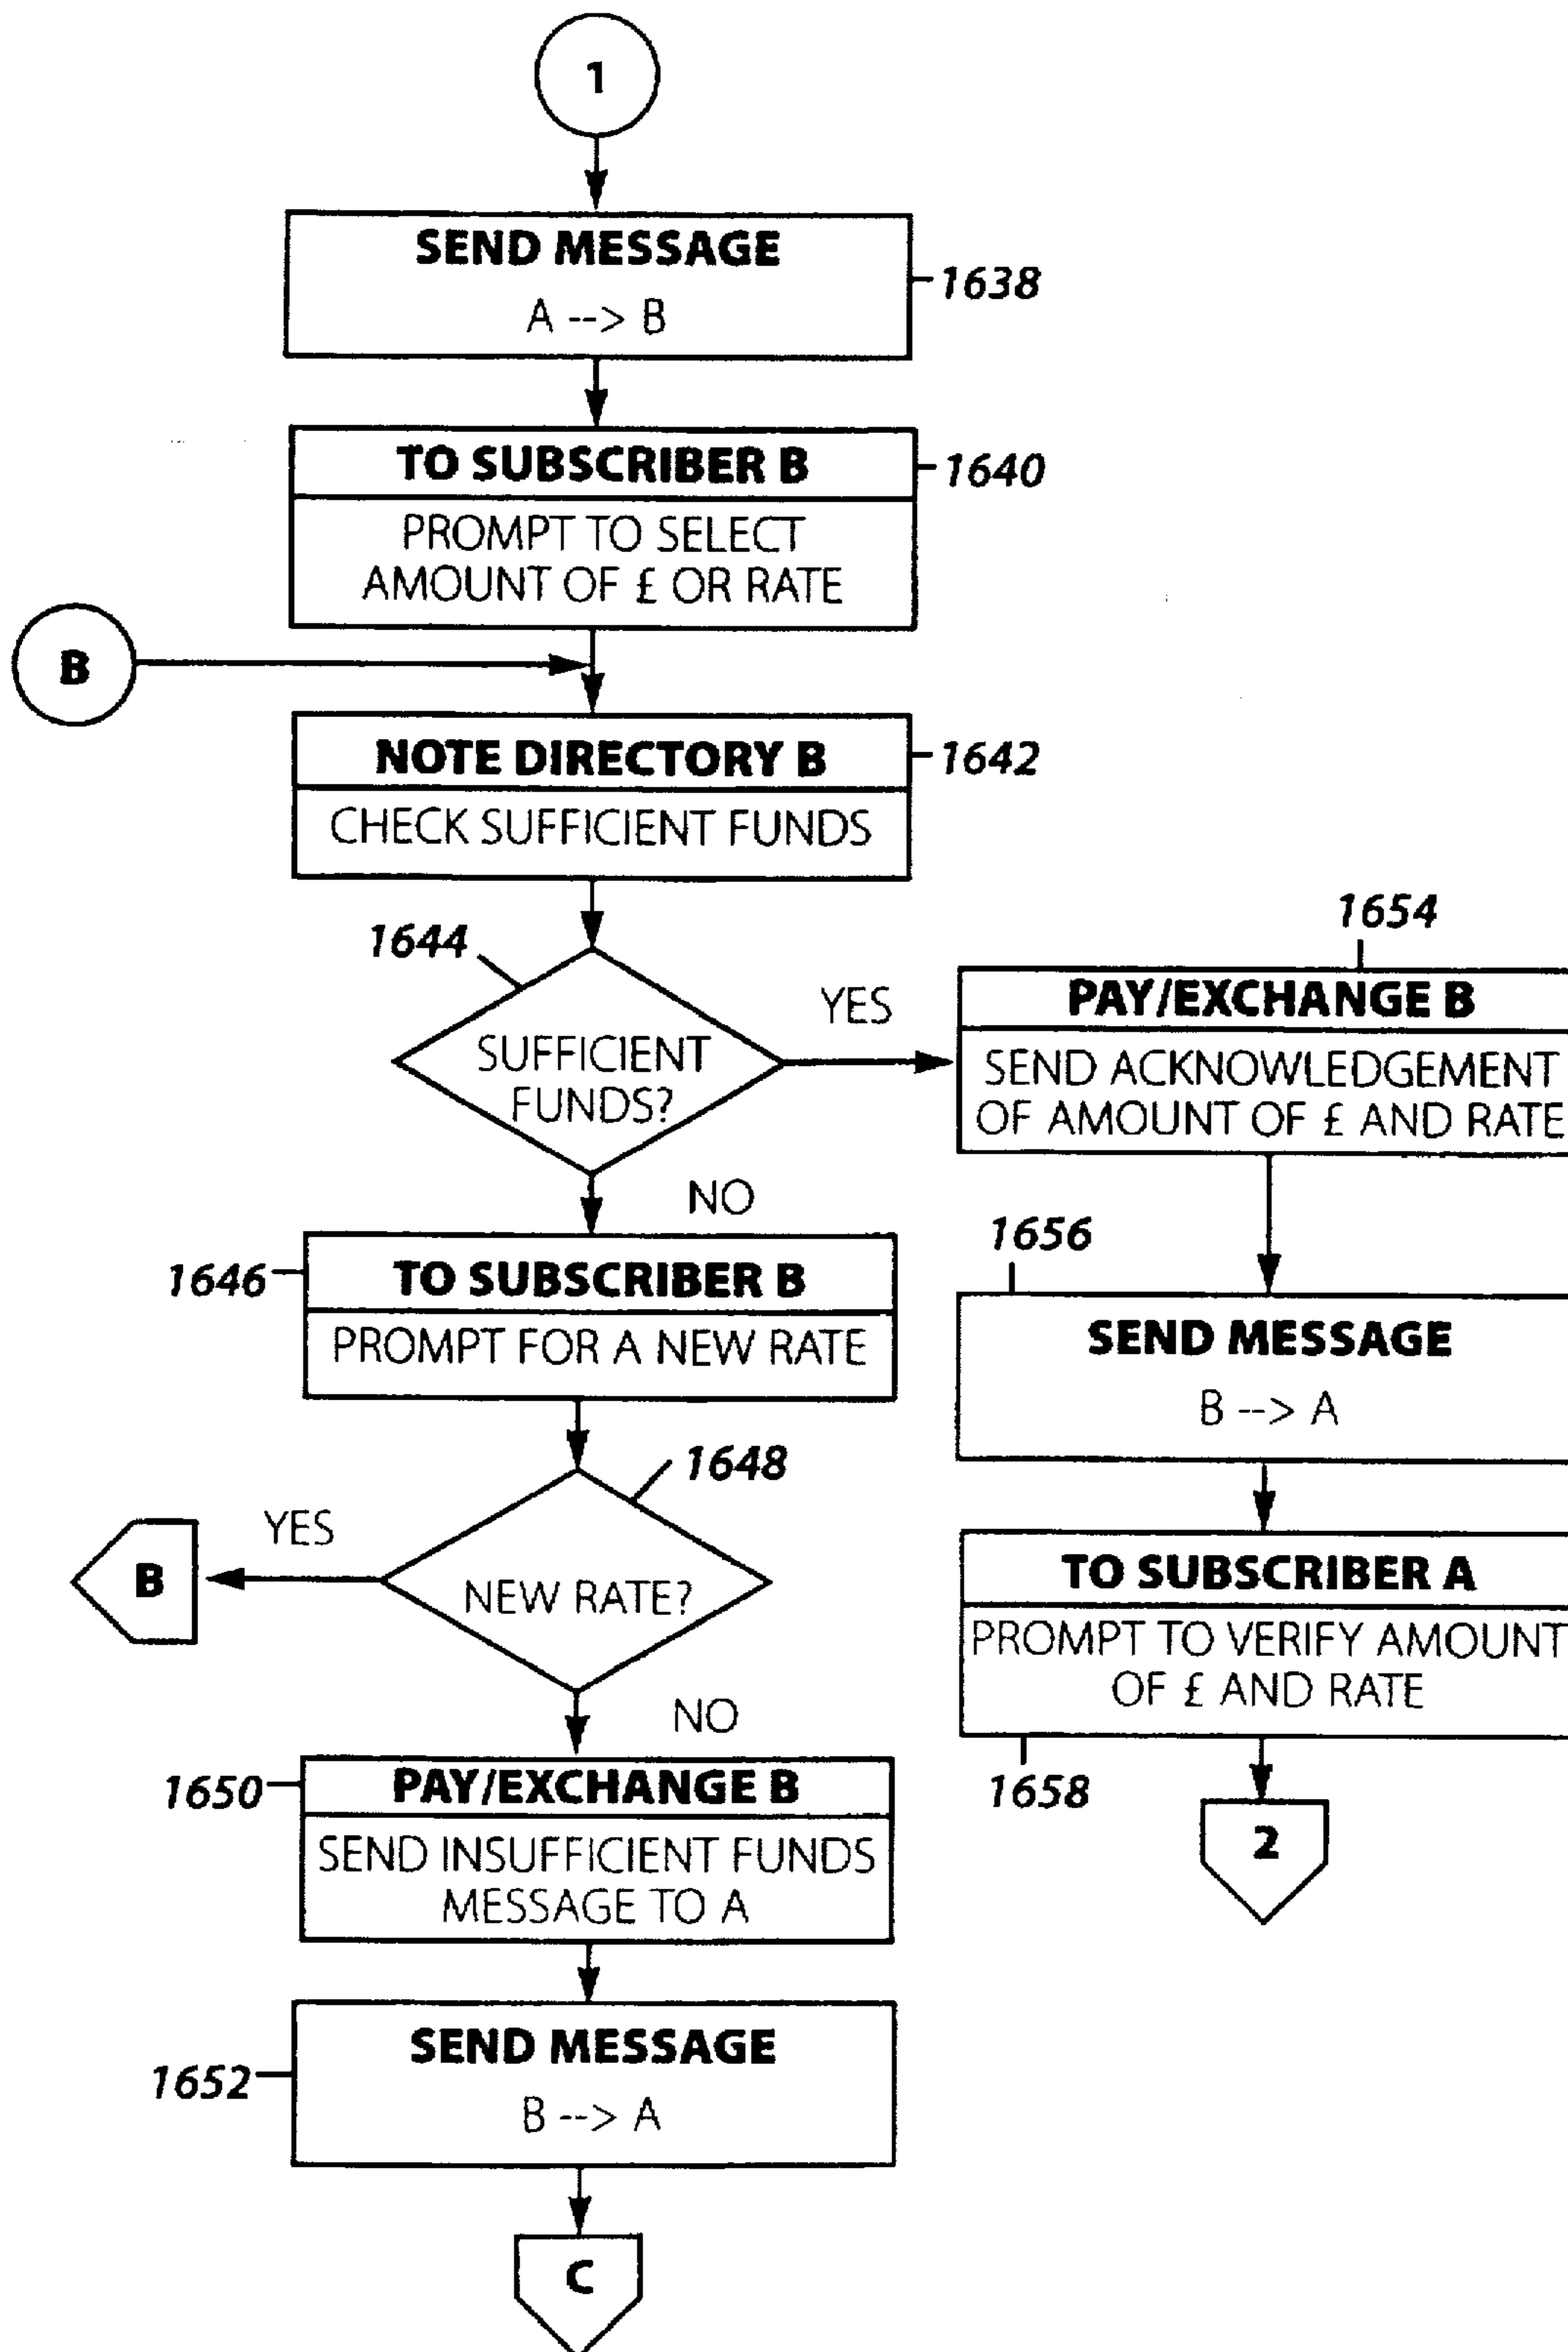 1
SEND MESSAGE
A --> B
1638
TO SUBSCRIBER B
1640
PROMPT TO SELECT
AMOUNT OF £ OR RATE
B
NOTE DIRECTORY B
1642
CHECK SUFFICIENT FUNDS
1644
SUFFICIENT
FUNDS?
YES
NO
1646
TO SUBSCRIBER B
PROMPT FOR A NEW RATE
1648
NEW RATE?
YES
B
NO
1650
PAY/EXCHANGE B
SEND INSUFFICIENT FUNDS
MESSAGE TO A
1652
SEND MESSAGE
B --> A
C
1654
PAY/EXCHANGE B
SEND ACKNOWLEDGEMENT
OF AMOUNT OF £ AND RATE
1656
SEND MESSAGE
B --> A
TO SUBSCRIBER A
PROMPT TO VERIFY AMOUNT
OF £ AND RATE
1658
2